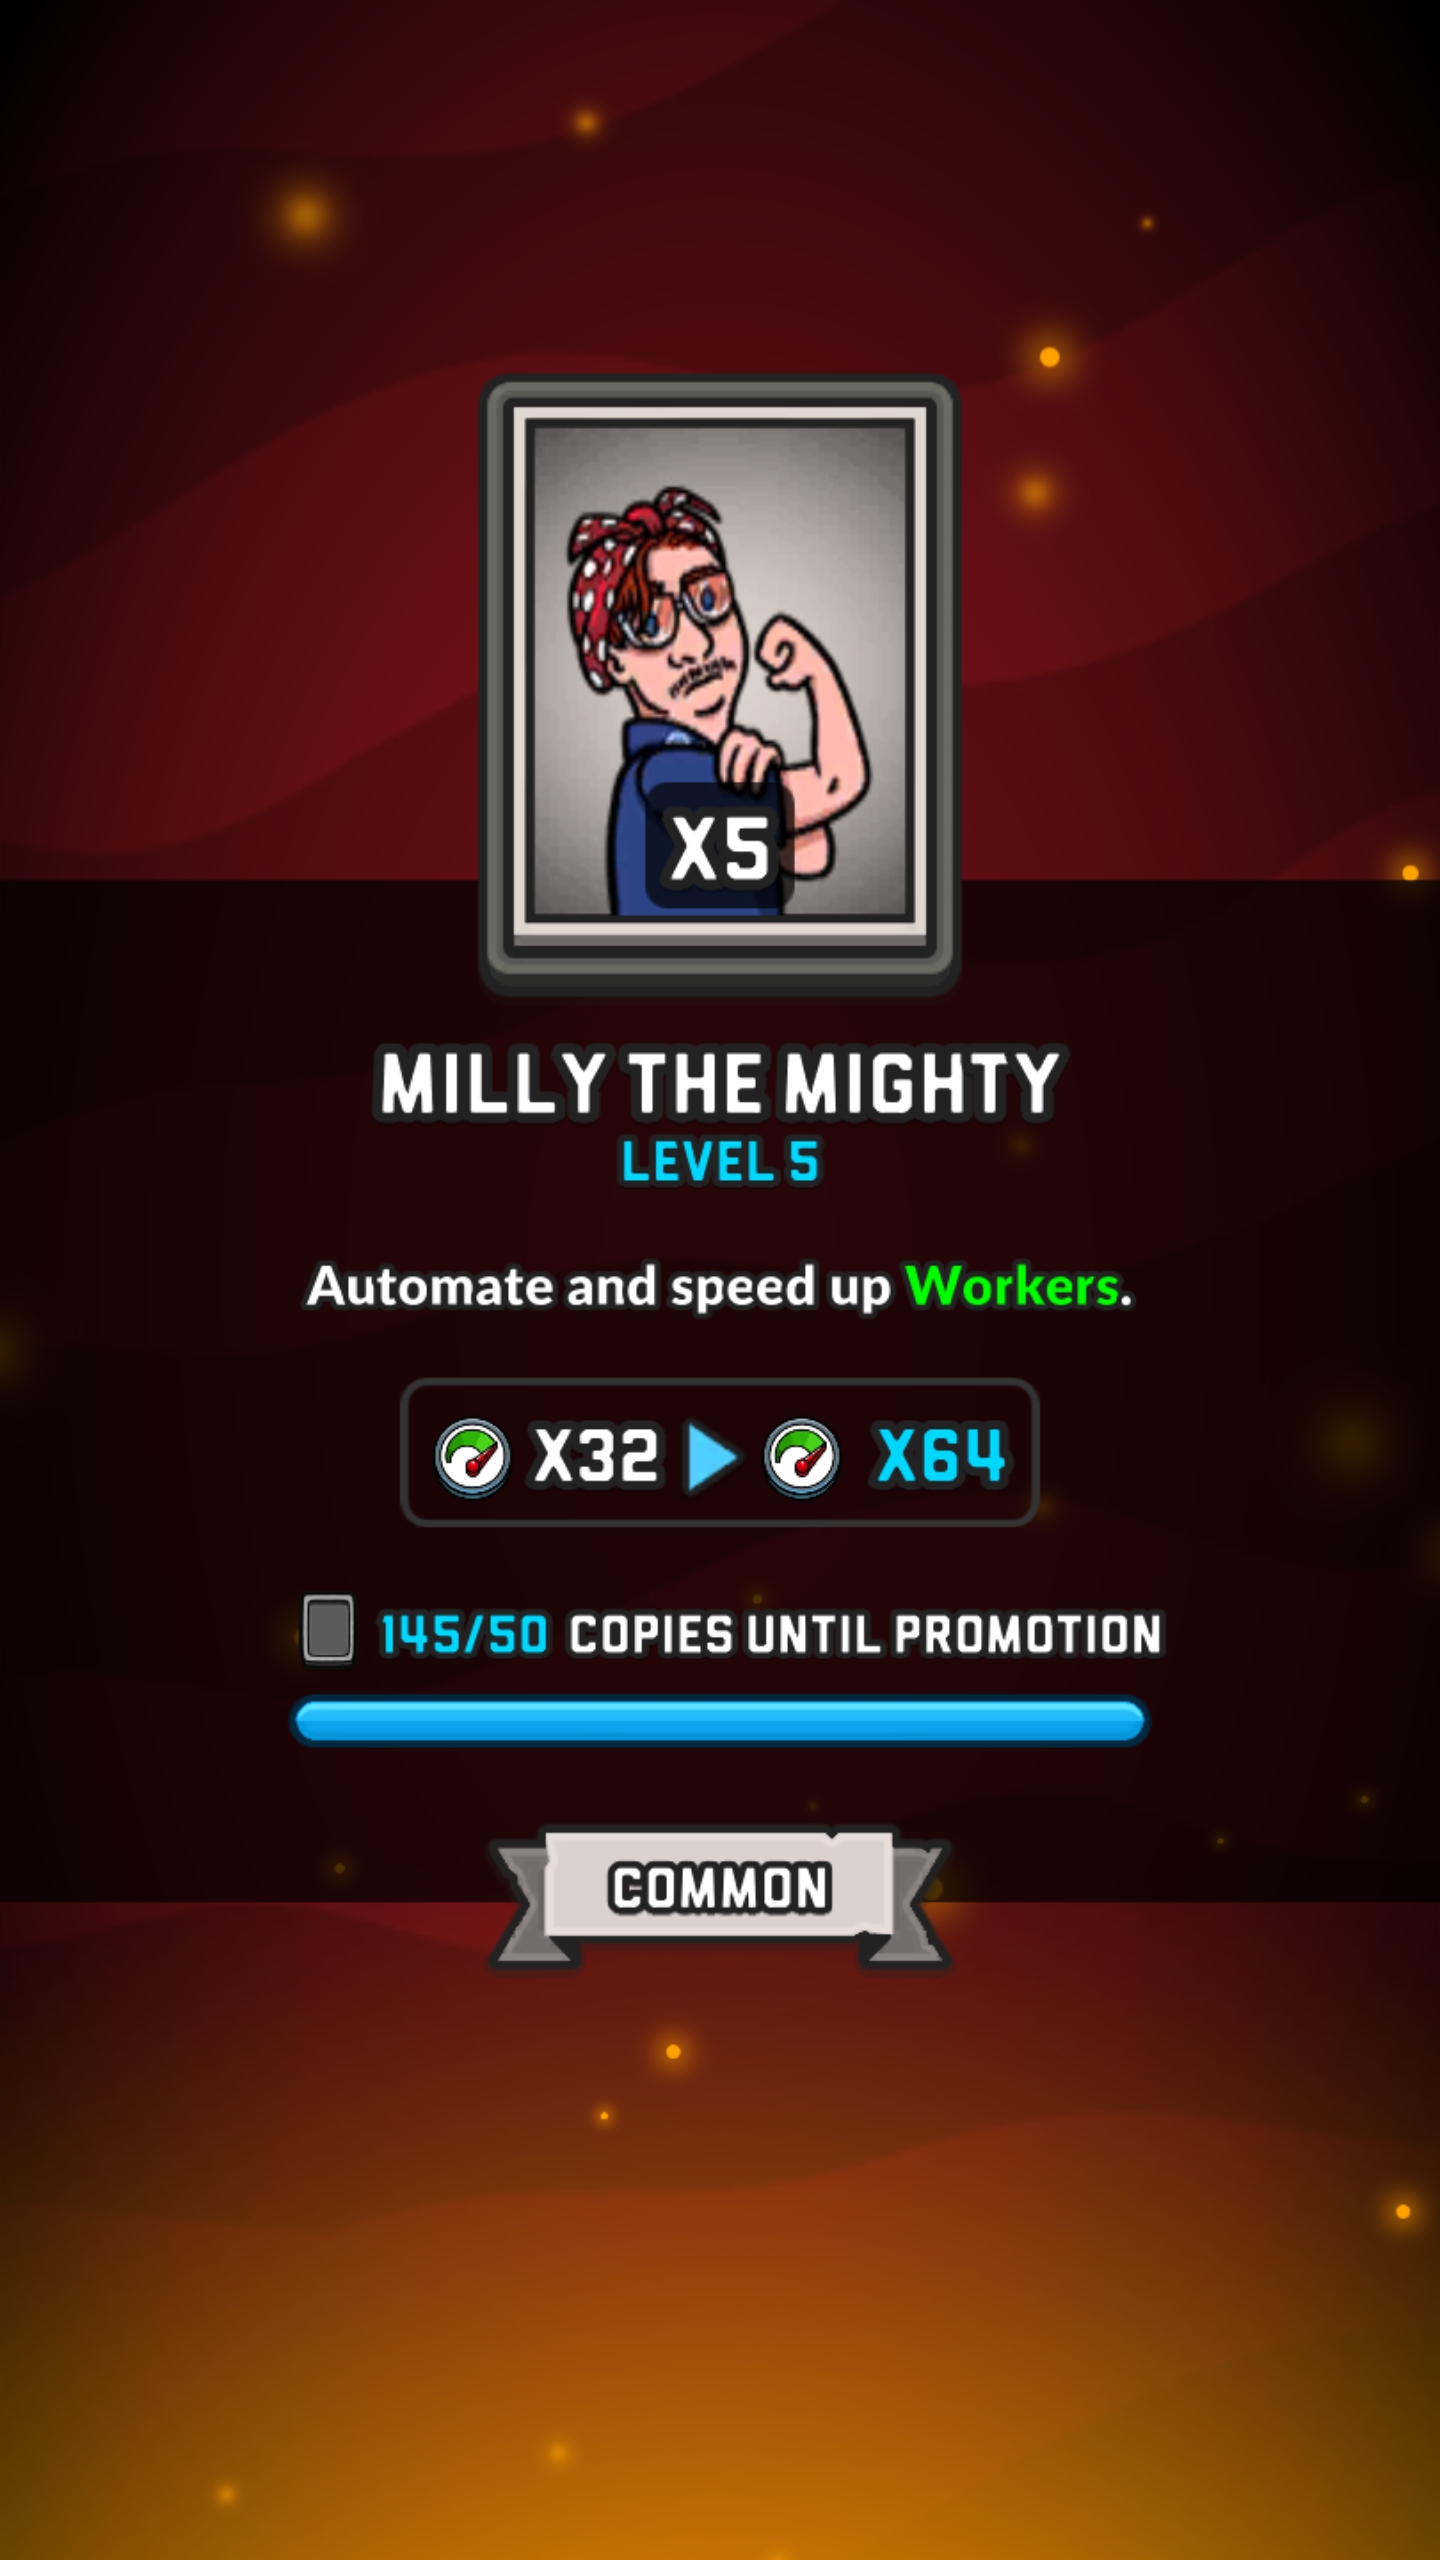 X5
MILLY THE MIGHTY
LEVEL 5
Automate and speed up Workers.
X32 X64
145/50 COPIES UNTIL PROMOTION
COMMON